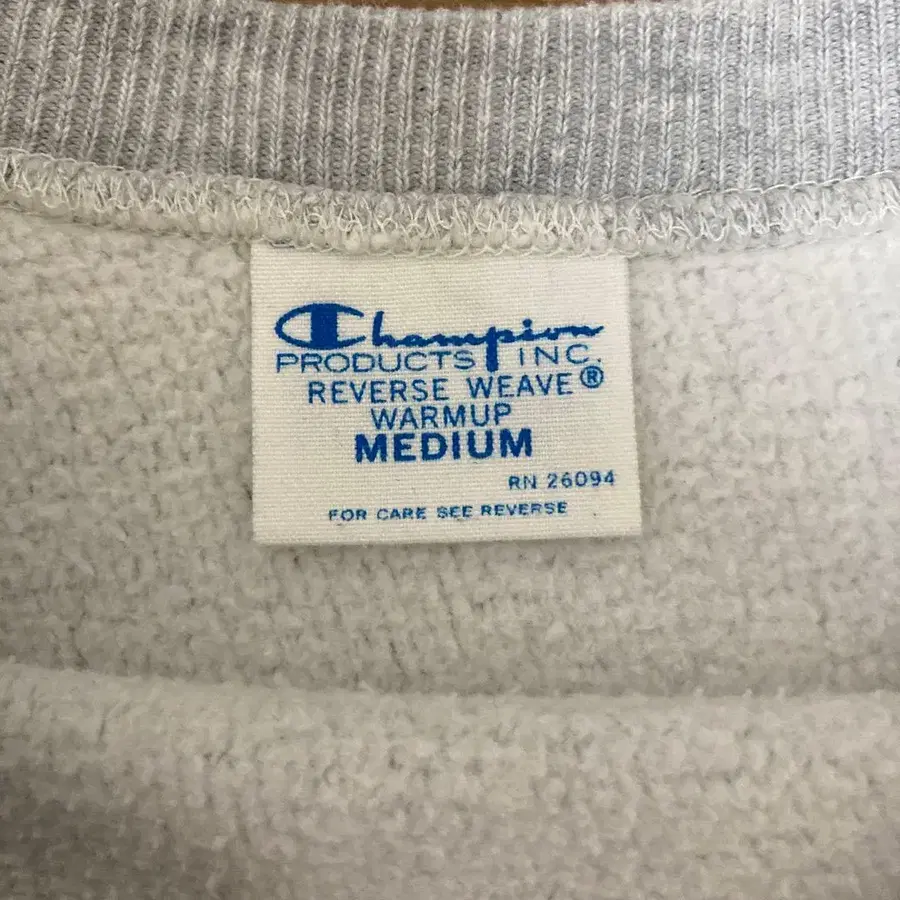 Champion
PRODUCTS INC.
REVERSE WEAVE®
WARMUP
MEDIUM
RN 26094
FOR CARE SEE REVERSE